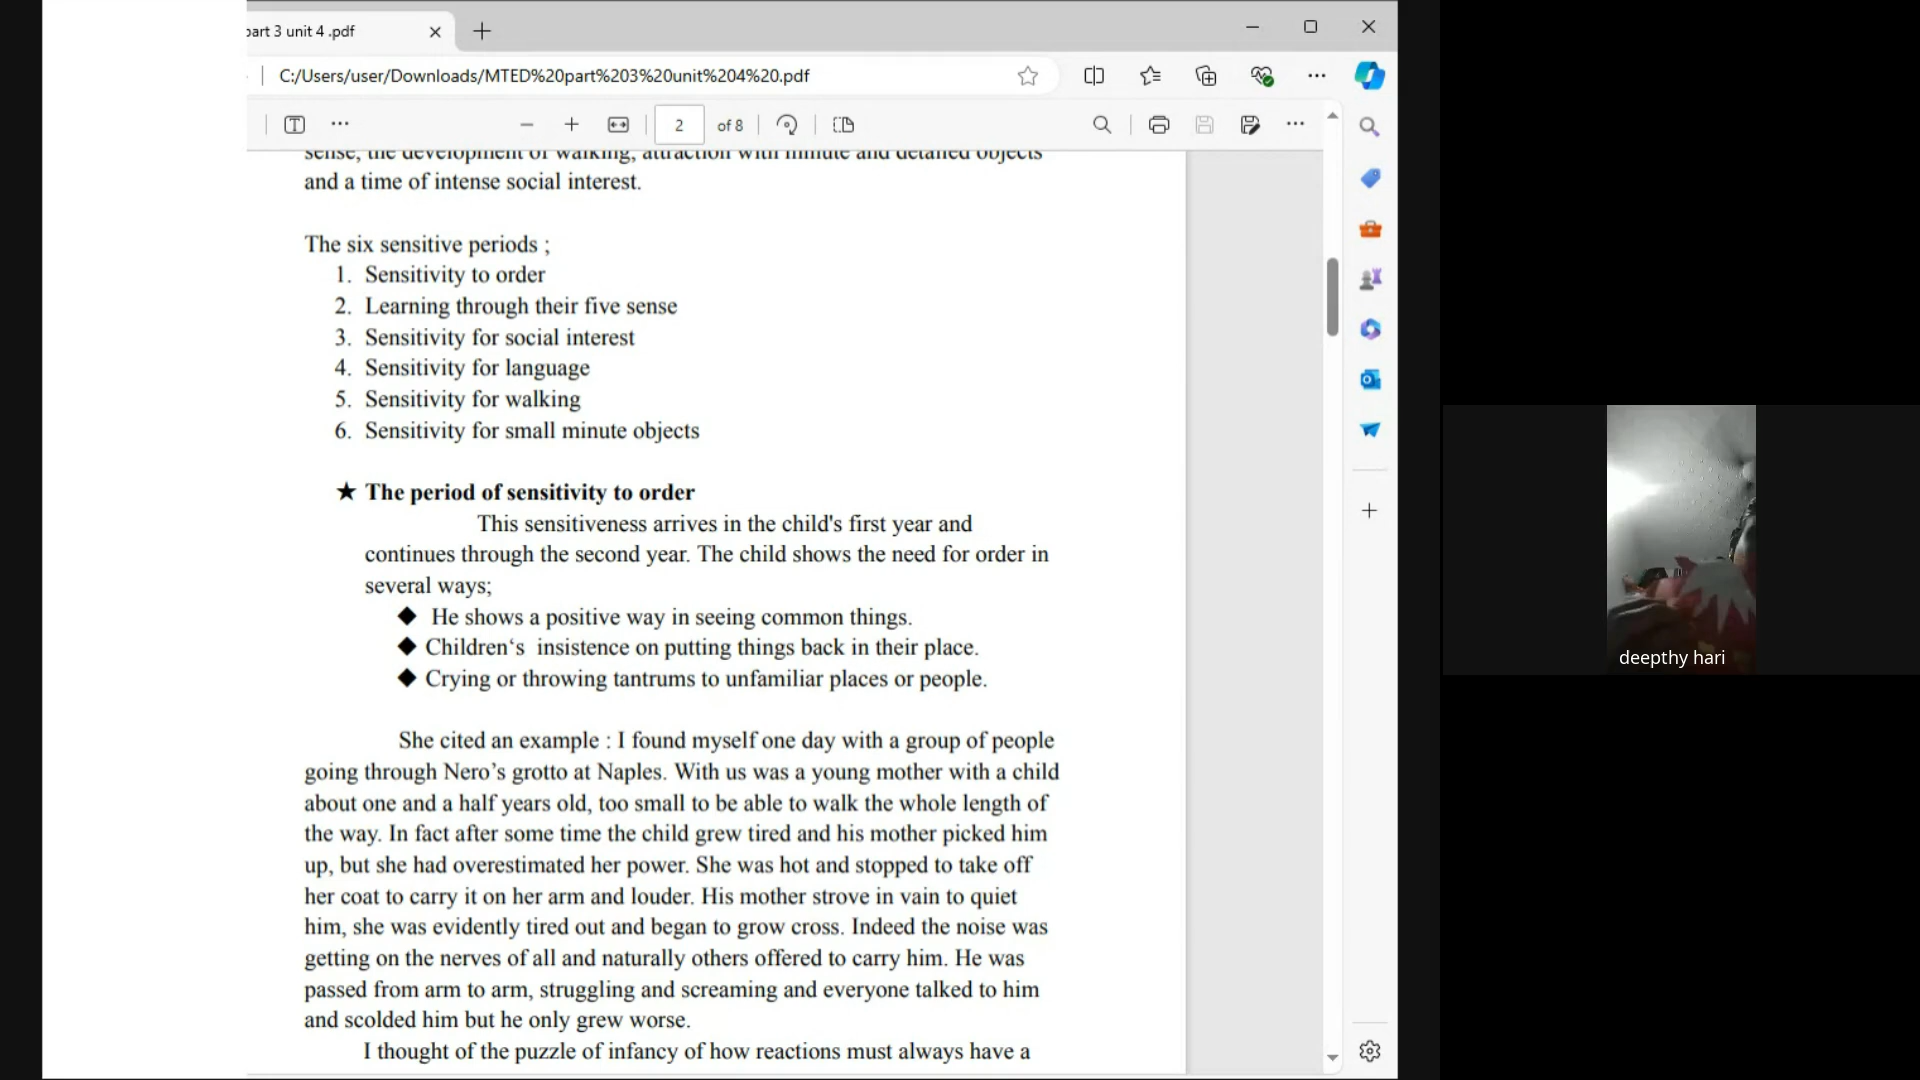 part 3 unit 4 .pdf
C:/Users/user/Downloads/MTED%20part%203%20unit%204%20.pdf
2 of 8
sense, the development of walking, attraction with minute and detailed objects
and a time of intense social interest.
The six sensitive periods ;
1. Sensitivity to order
2. Learning through their five sense
3. Sensitivity for social interest
4. Sensitivity for language
5. Sensitivity for walking
6. Sensitivity for small minute objects
★ The period of sensitivity to order
This sensitiveness arrives in the child's first year and
continues through the second year. The child shows the need for order in
several ways;
◆ He shows a positive way in seeing common things.
◆ Children‘s insistence on putting things back in their place.
◆ Crying or throwing tantrums to unfamiliar places or people.
She cited an example : I found myself one day with a group of people
going through Nero’s grotto at Naples. With us was a young mother with a child
about one and a half years old, too small to be able to walk the whole length of
the way. In fact after some time the child grew tired and his mother picked him
up, but she had overestimated her power. She was hot and stopped to take off
her coat to carry it on her arm and louder. His mother strove in vain to quiet
him, she was evidently tired out and began to grow cross. Indeed the noise was
getting on the nerves of all and naturally others offered to carry him. He was
passed from arm to arm, struggling and screaming and everyone talked to him
and scolded him but he only grew worse.
I thought of the puzzle of infancy of how reactions must always have a
deepthy hari